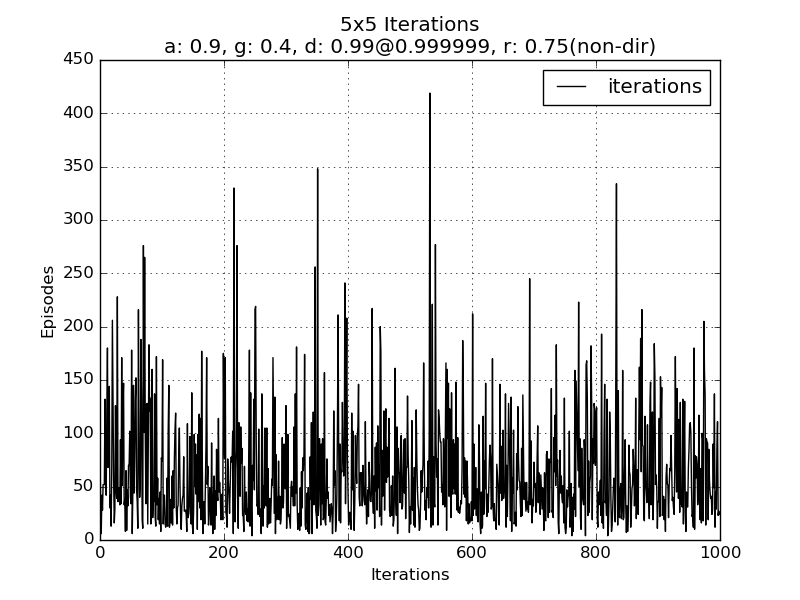 5x5 Iterations
a: 0.9, g: 0.4, d: 0.99@0.999999, r: 0.75(non-dir)
450
400
350
300
250
200
150
100
50
0
Episodes
iterations
0 200 400 600 800 1000
Iterations